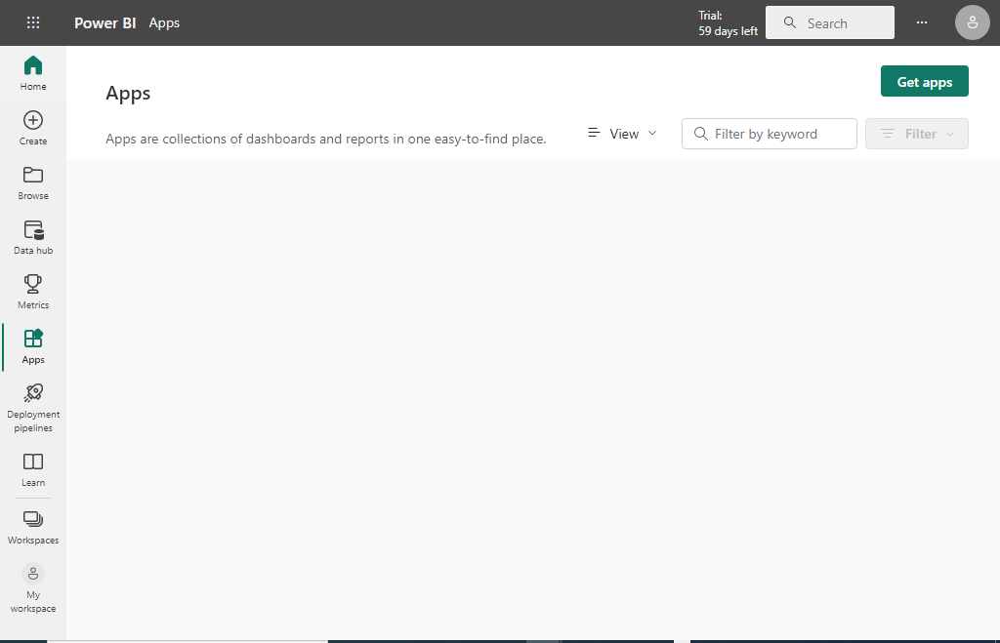 Power BI Apps
Trial:
59 days left
Search
Home
Create
Browse
Data hub
Metrics
Apps
Deployment
pipelines
Learn
Workspaces
My
workspace
Apps
Get apps
Apps are collections of dashboards and reports in one easy-to-find place.
View
Filter by keyword
Filter